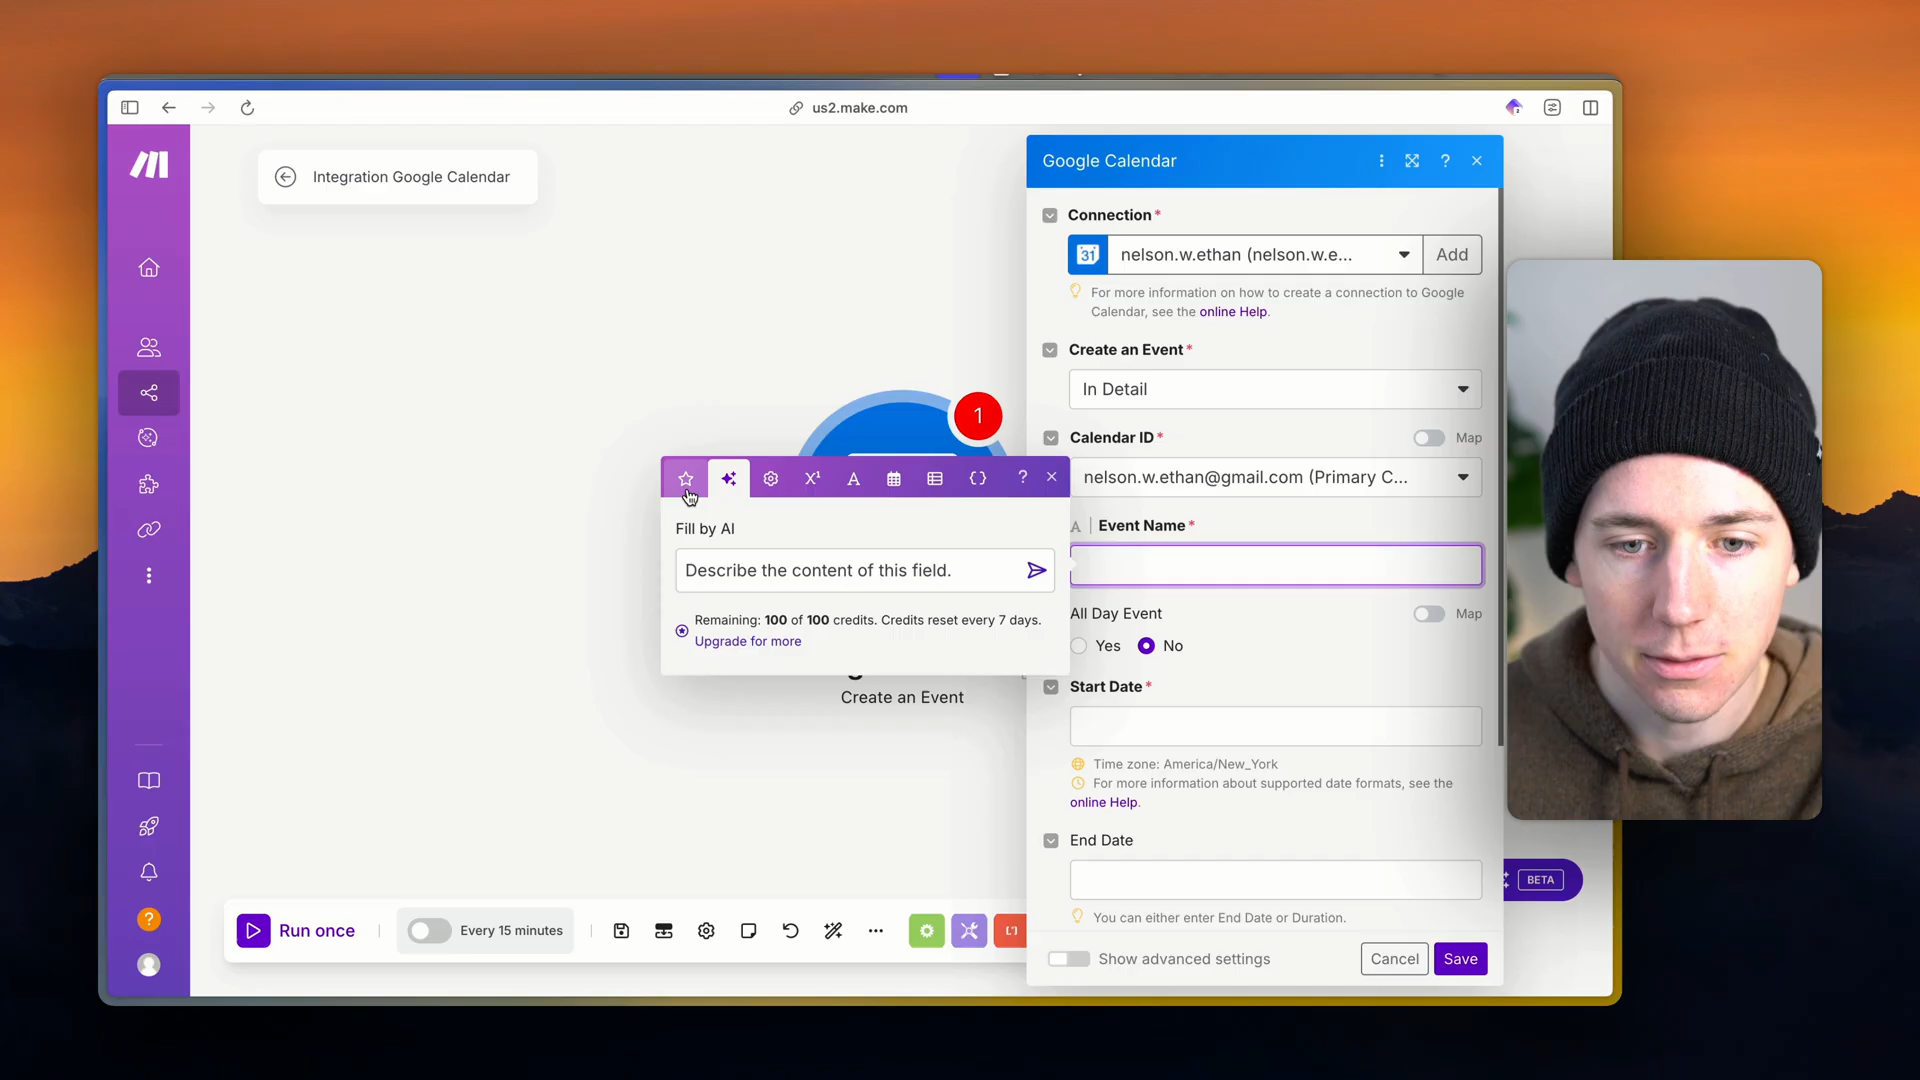 us2.make.com
Integration Google Calendar
Google Calendar
?
Connection *
31
nelson.w.ethan (nelson.w.e...
Add
For more information on how to create a connection to Google
Calendar, see the online Help.
Create an Event *
In Detail
1
Calendar ID *
Map
nelson.w.ethan@gmail.com (Primary C...
X¹ A {} ?
A | Event Name *
Fill by AI
Describe the content of this field.
Remaining: 100 of 100 credits. Credits reset every 7 days.
Upgrade for more
All Day Event
Map
Yes
No
Create an Event
Start Date *
Time zone: America/New_York
For more information about supported date formats, see the
online Help.
End Date
You can either enter End Date or Duration.
BETA
?
Run once
Every 15 minutes
Show advanced settings
Cancel
Save